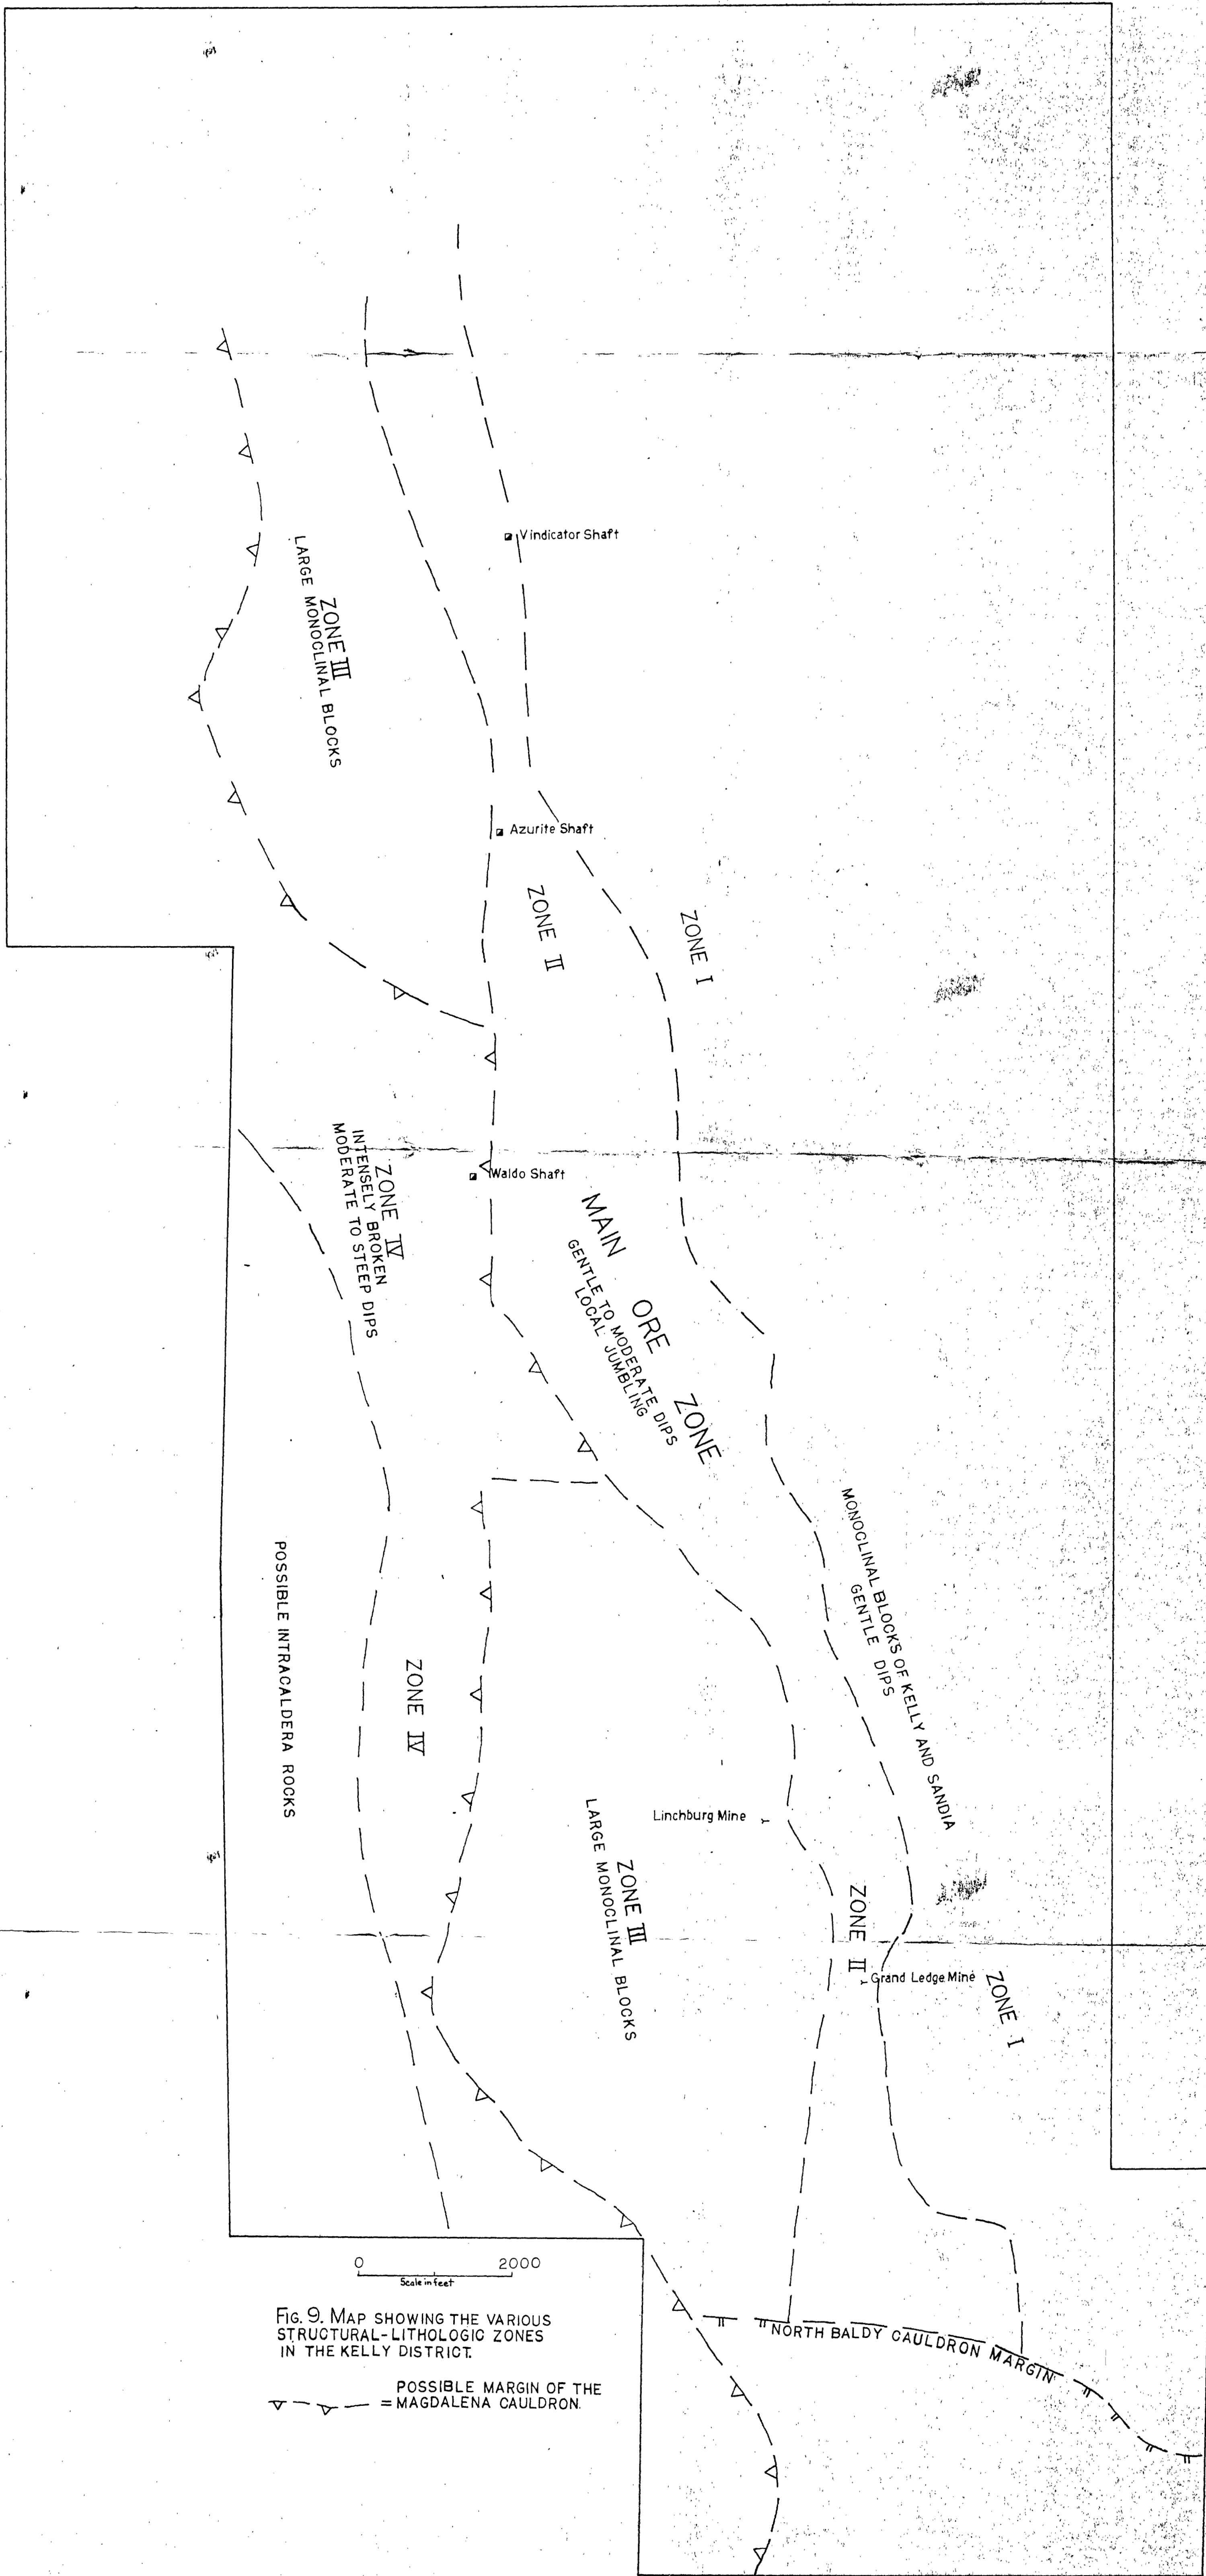 Vindicator Shaft
ZONE III
LARGE MONOCLINAL BLOCKS
Azurite Shaft
ZONE II
ZONE I
ZONE IV
INTENSELY BROKEN
MODERATE TO STEEP DIPS
Waldo Shaft
MAIN ORE ZONE
GENTLE TO MODERATE DIPS
LOCAL JUMBLING
MONOCLINAL BLOCKS OF KELLY AND SANDIA
GENTLE DIPS
POSSIBLE INTRACALDERA ROCKS
ZONE IV
Linchburg Mine
ZONE III
LARGE MONOCLINAL BLOCKS
ZONE II
Grand Ledge Mine
ZONE I
0 2000
Scale in feet
FIG. 9. MAP SHOWING THE VARIOUS
STRUCTURAL-LITHOLOGIC ZONES
IN THE KELLY DISTRICT.
POSSIBLE MARGIN OF THE
= MAGDALENA CAULDRON.
NORTH BALDY CAULDRON MARGIN